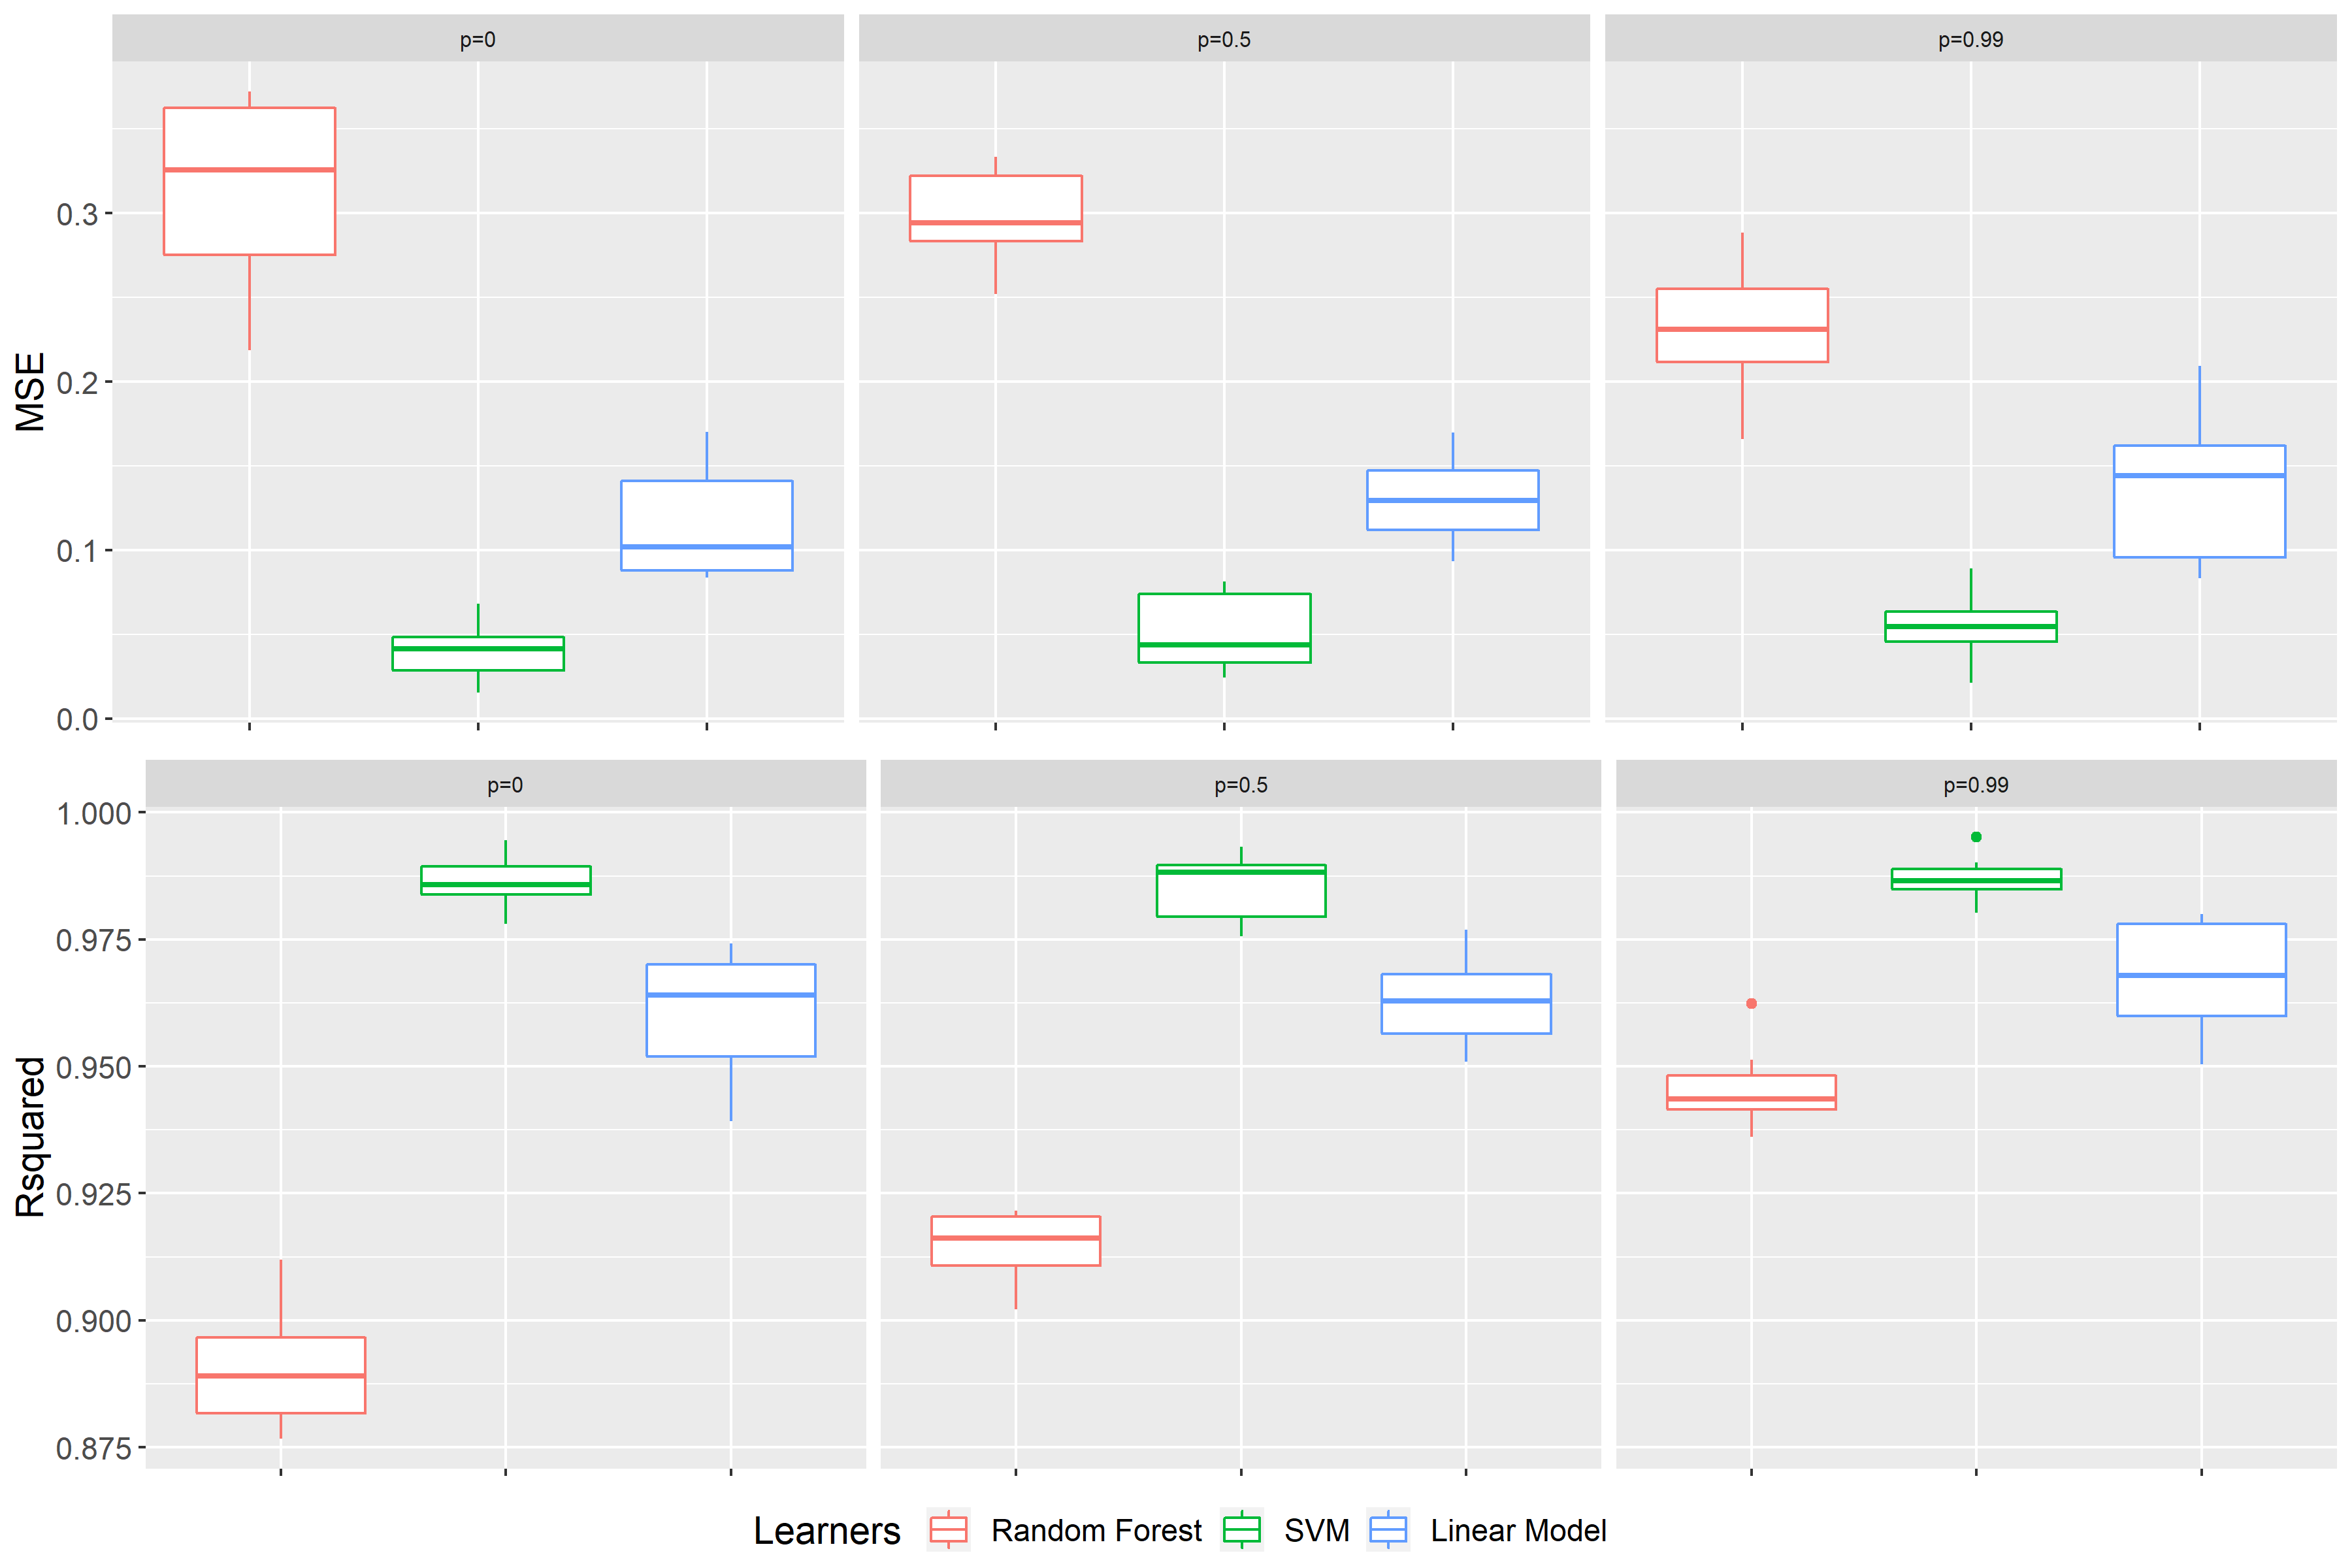 p=0
p=0.5
p=0.99
MSE
0.3
0.2
0.1
0.0
p=0
p=0.5
p=0.99
Rsquared
1.000
0.975
0.950
0.925
0.900
0.875
Learners Random Forest SVM Linear Model